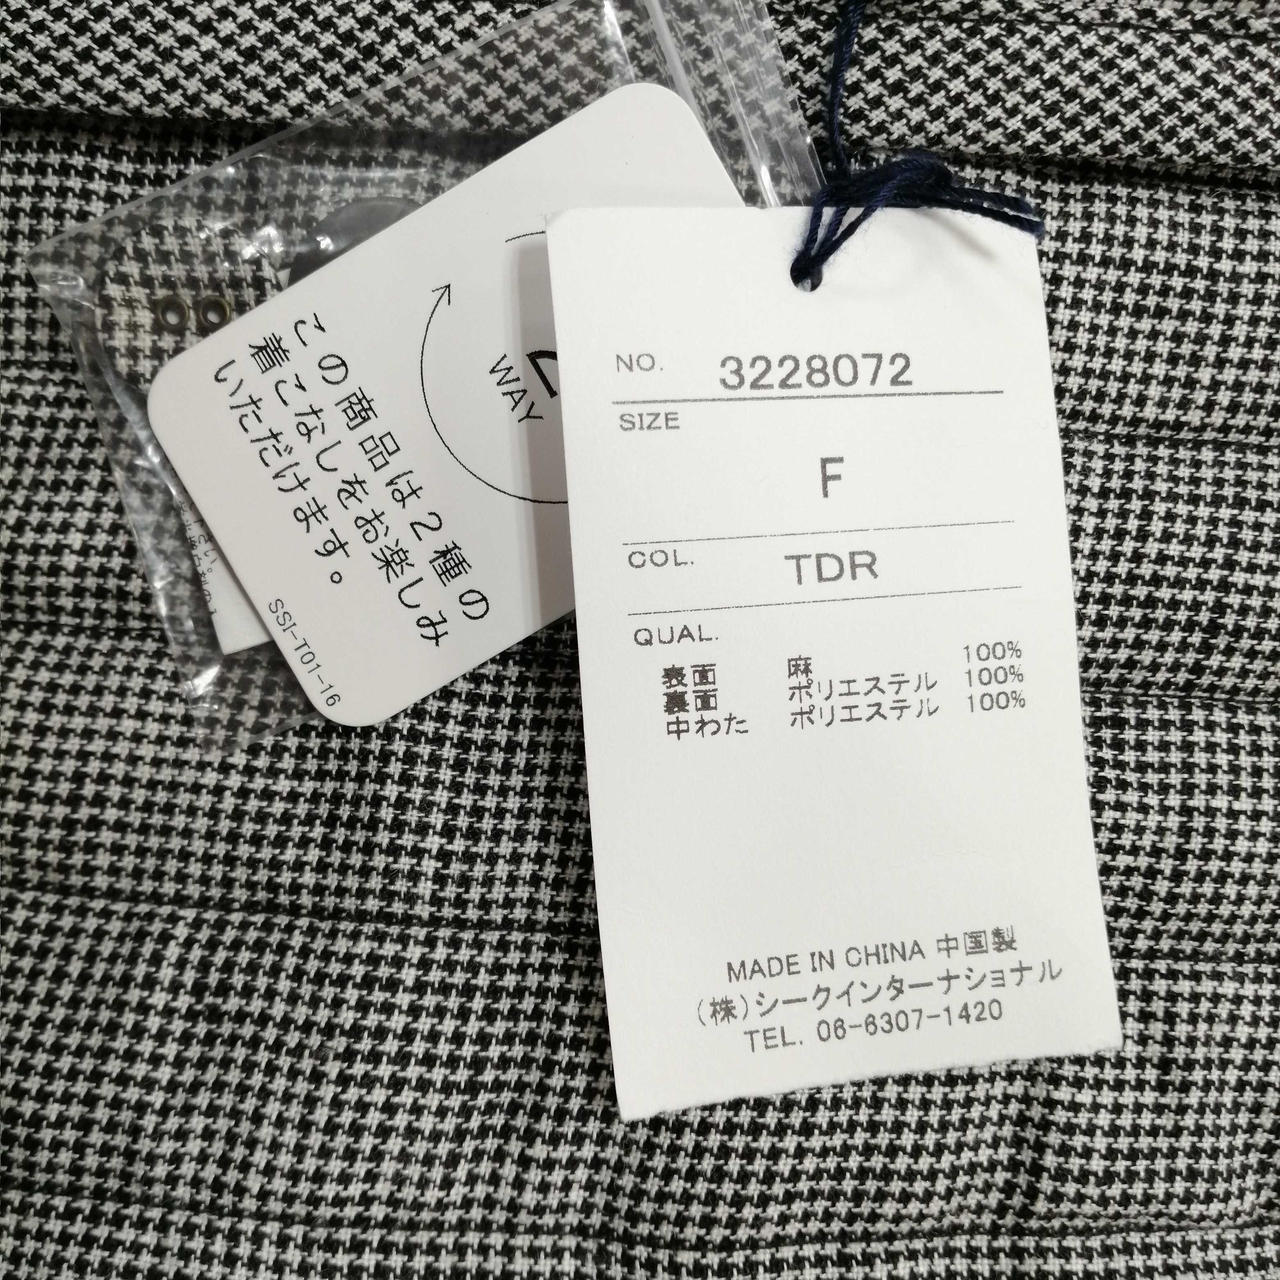 WAY
この商品は2種の
着こなしをお楽しみ
いただけます。
SSI-T01-16
NO. 3228072
SIZE
F
COL. TDR
QUAL.
表面 麻 100%
裏面 ポリエステル 100%
中わた ポリエステル 100%
MADE IN CHINA 中国製
(株)シークインターナショナル
TEL. 06-6307-1420